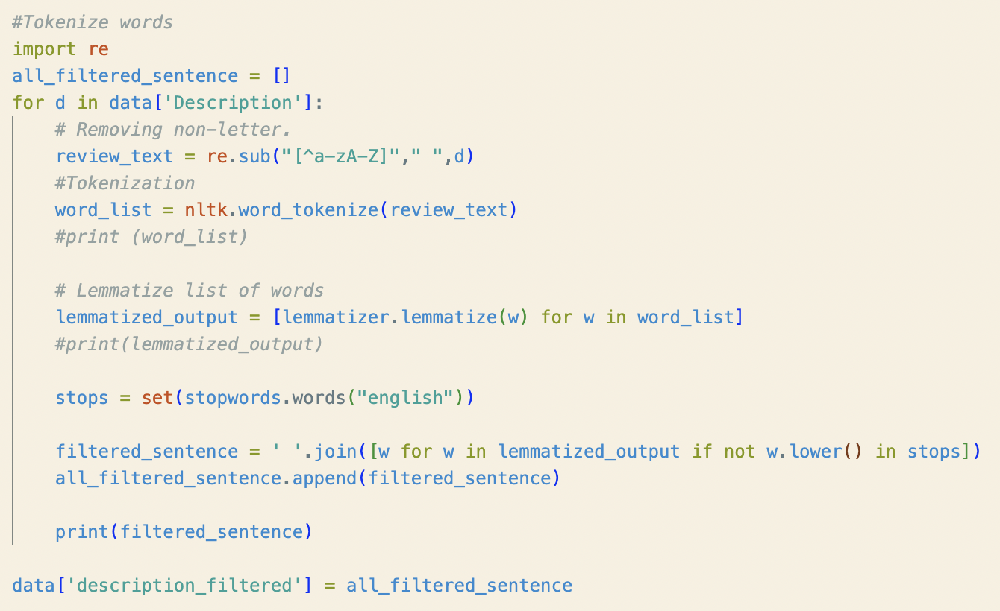 #Tokenize words
import re
all_filtered_sentence = []
for d in data['Description']:
    # Removing non-letter.
    review_text = re.sub("[^a-zA-Z]"," ",d)
    #Tokenization
    word_list = nltk.word_tokenize(review_text)
    #print (word_list)

    # Lemmatize list of words
    lemmatized_output = [lemmatizer.lemmatize(w) for w in word_list]
    #print(lemmatized_output)

    stops = set(stopwords.words("english"))

    filtered_sentence = ' '.join([w for w in lemmatized_output if not w.lower() in stops])
    all_filtered_sentence.append(filtered_sentence)

    print(filtered_sentence)

data['description_filtered'] = all_filtered_sentence